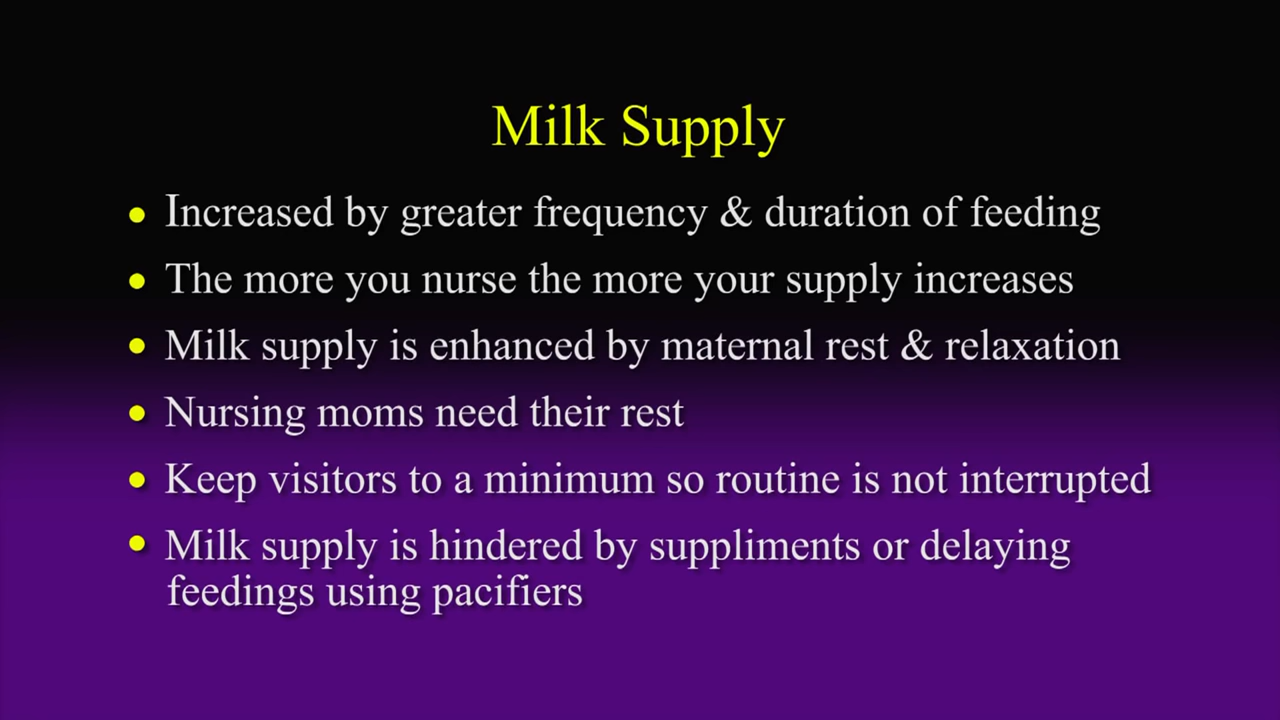 Milk Supply
• Increased by greater frequency & duration of feeding
• The more you nurse the more your supply increases
• Milk supply is enhanced by maternal rest & relaxation
• Nursing moms need their rest
• Keep visitors to a minimum so routine is not interrupted
• Milk supply is hindered by suppliments or delaying
feedings using pacifiers